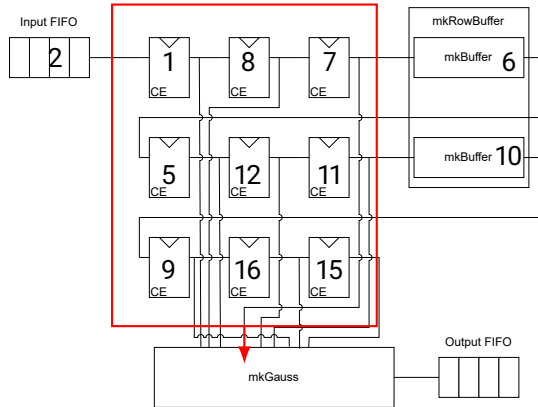 Input FIFO
2
1
CE
8
CE
7
CE
mkRowBuffer
mkBuffer 6
5
CE
12
CE
11
CE
mkBuffer 10
9
CE
16
CE
15
CE
mkGauss
Output FIFO